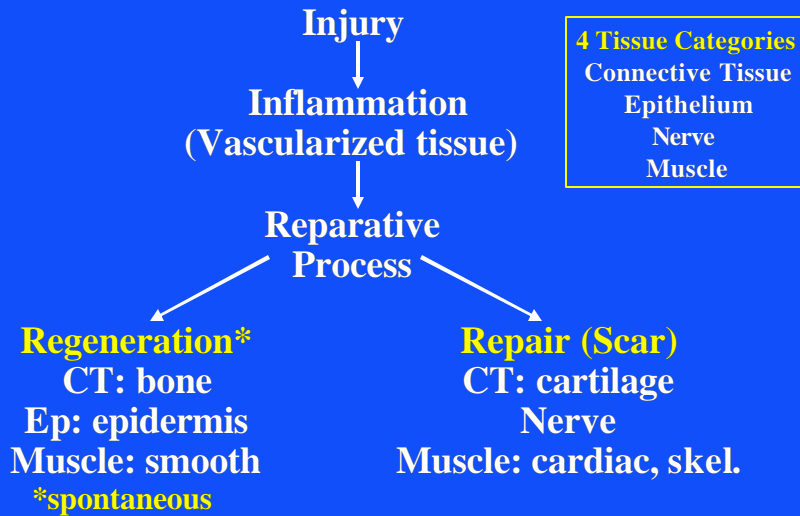 Injury
Inflammation
(Vascularized tissue)
Reparative
Process
Regeneration*
CT: bone
Ep: epidermis
Muscle: smooth
*spontaneous
Repair (Scar)
CT: cartilage
Nerve
Muscle: cardiac, skel.
4 Tissue Categories
Connective Tissue
Epithelium
Nerve
Muscle